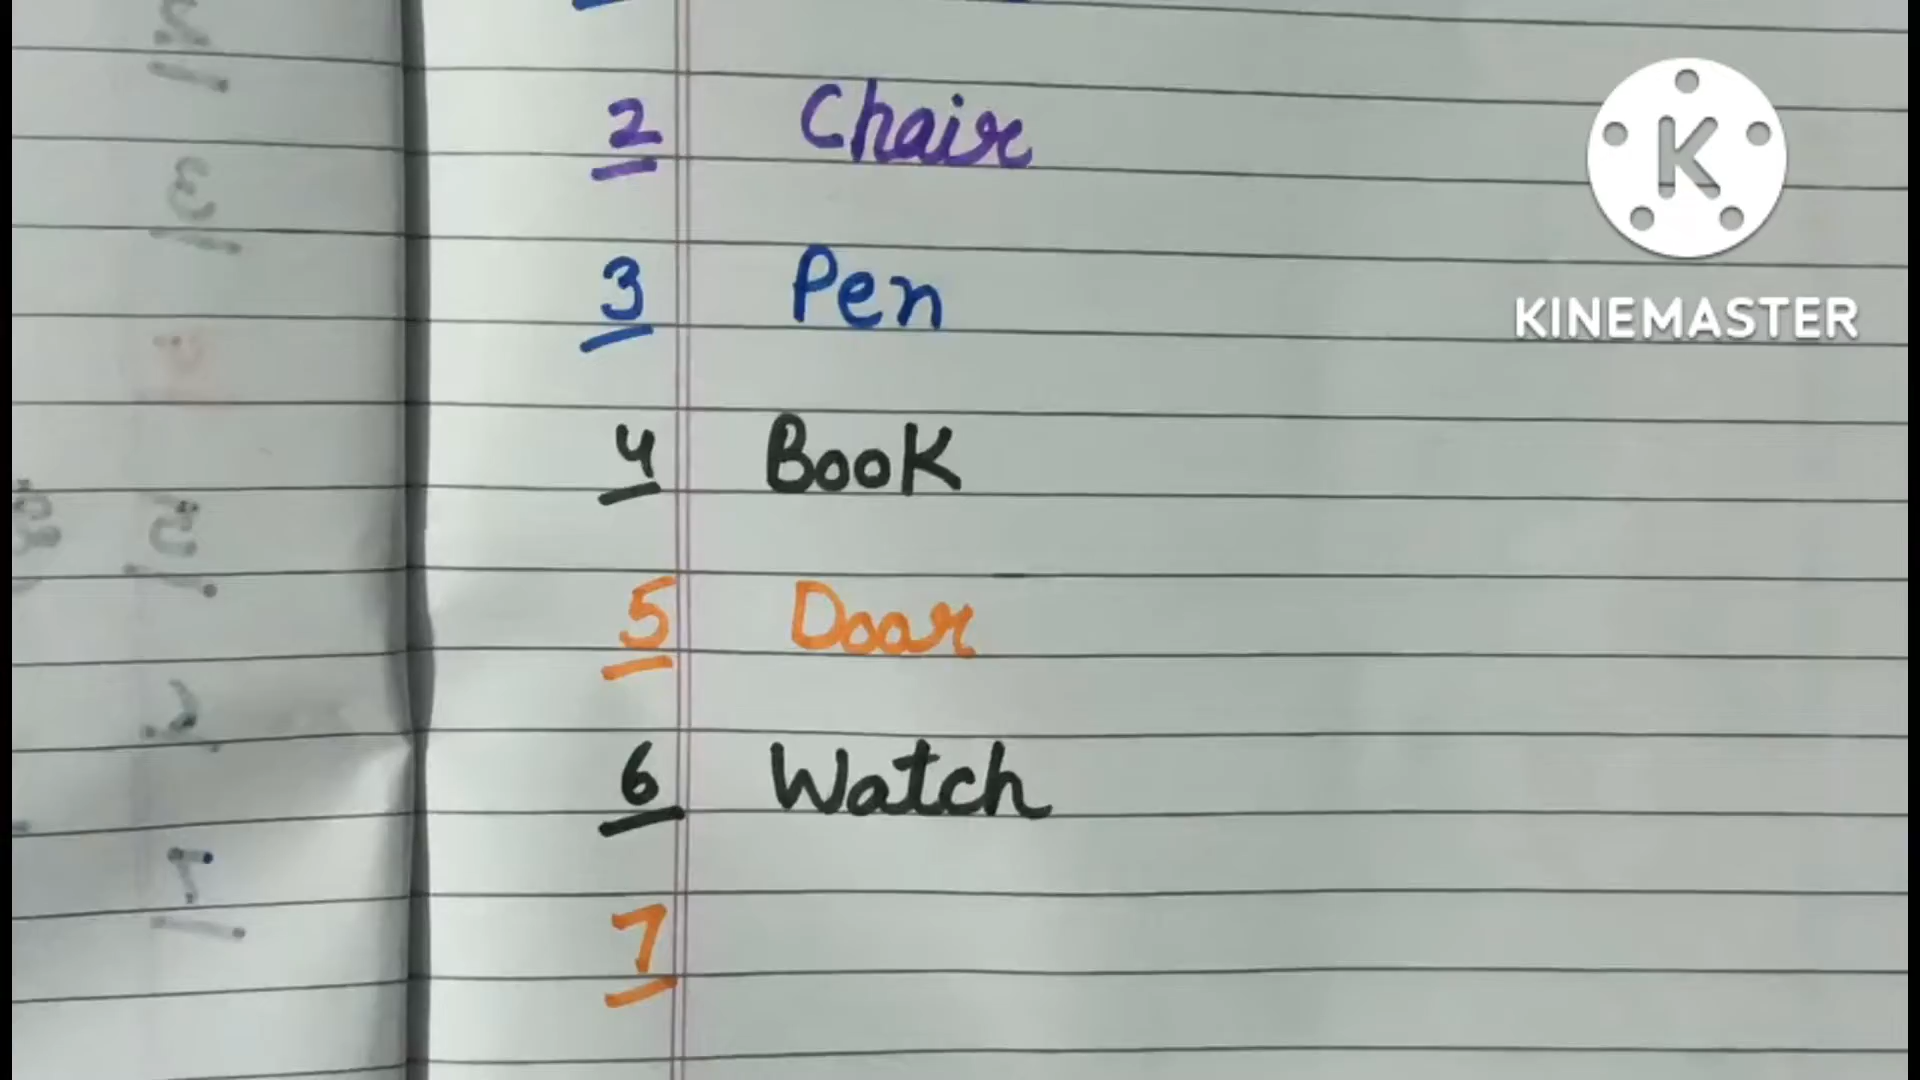 2 Chair
3 Pen
4 Book
5 Door
6 Watch
7
K
KINEMASTER